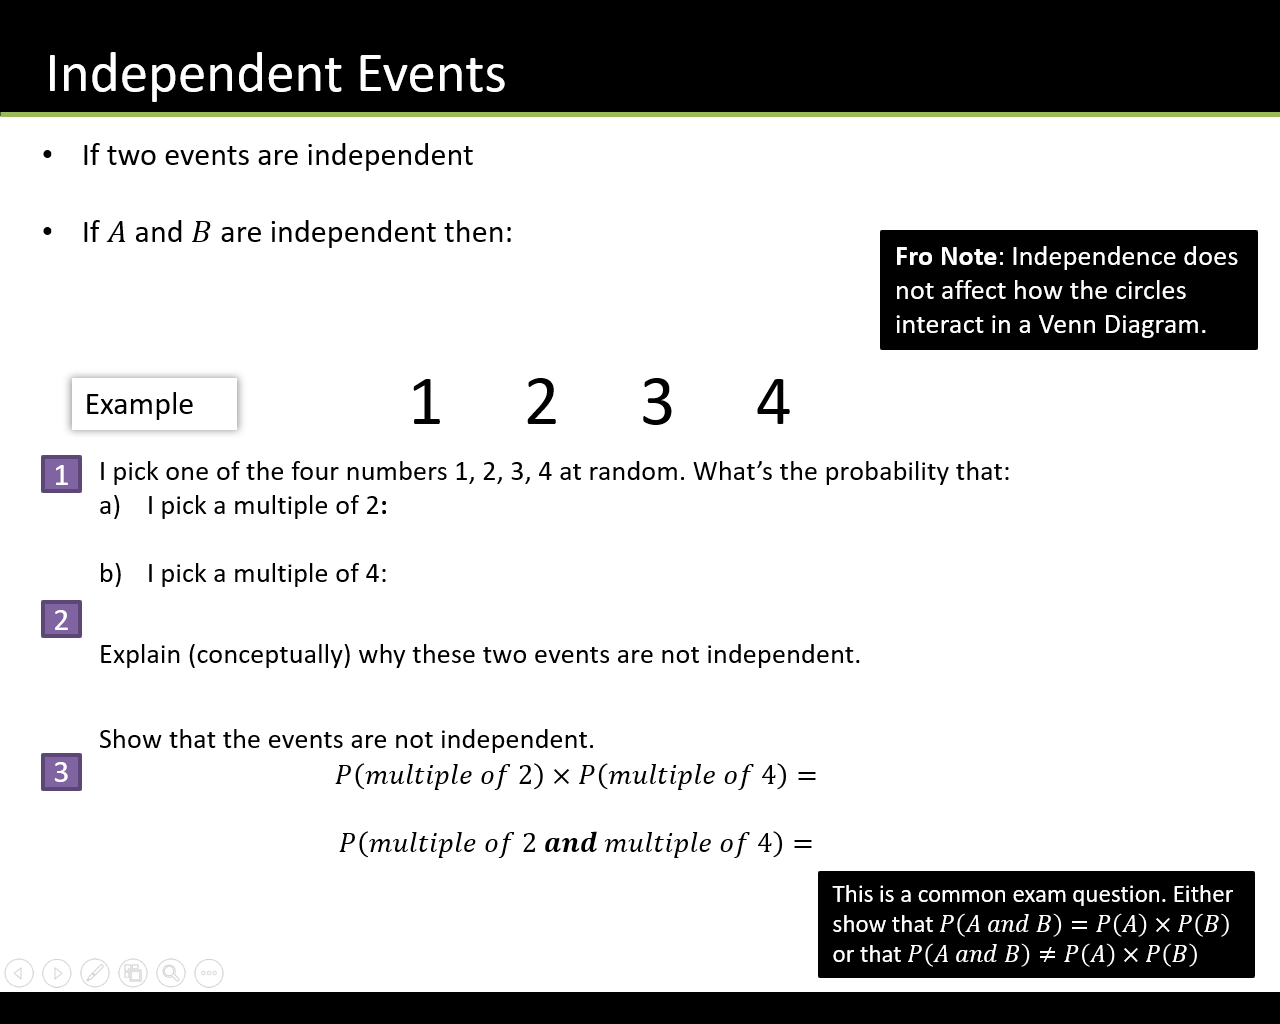 Independent Events
• If two events are independent
• If A and B are independent then:
Fro Note: Independence does
not affect how the circles
interact in a Venn Diagram.
Example
1 2 3 4
1 I pick one of the four numbers 1, 2, 3, 4 at random. What’s the probability that:
a) I pick a multiple of 2:
b) I pick a multiple of 4:
2
Explain (conceptually) why these two events are not independent.
Show that the events are not independent.
3
P(multiple of 2) × P(multiple of 4) =
P(multiple of 2 and multiple of 4) =
This is a common exam question. Either
show that P(A and B) = P(A) × P(B)
or that P(A and B) ≠ P(A) × P(B)